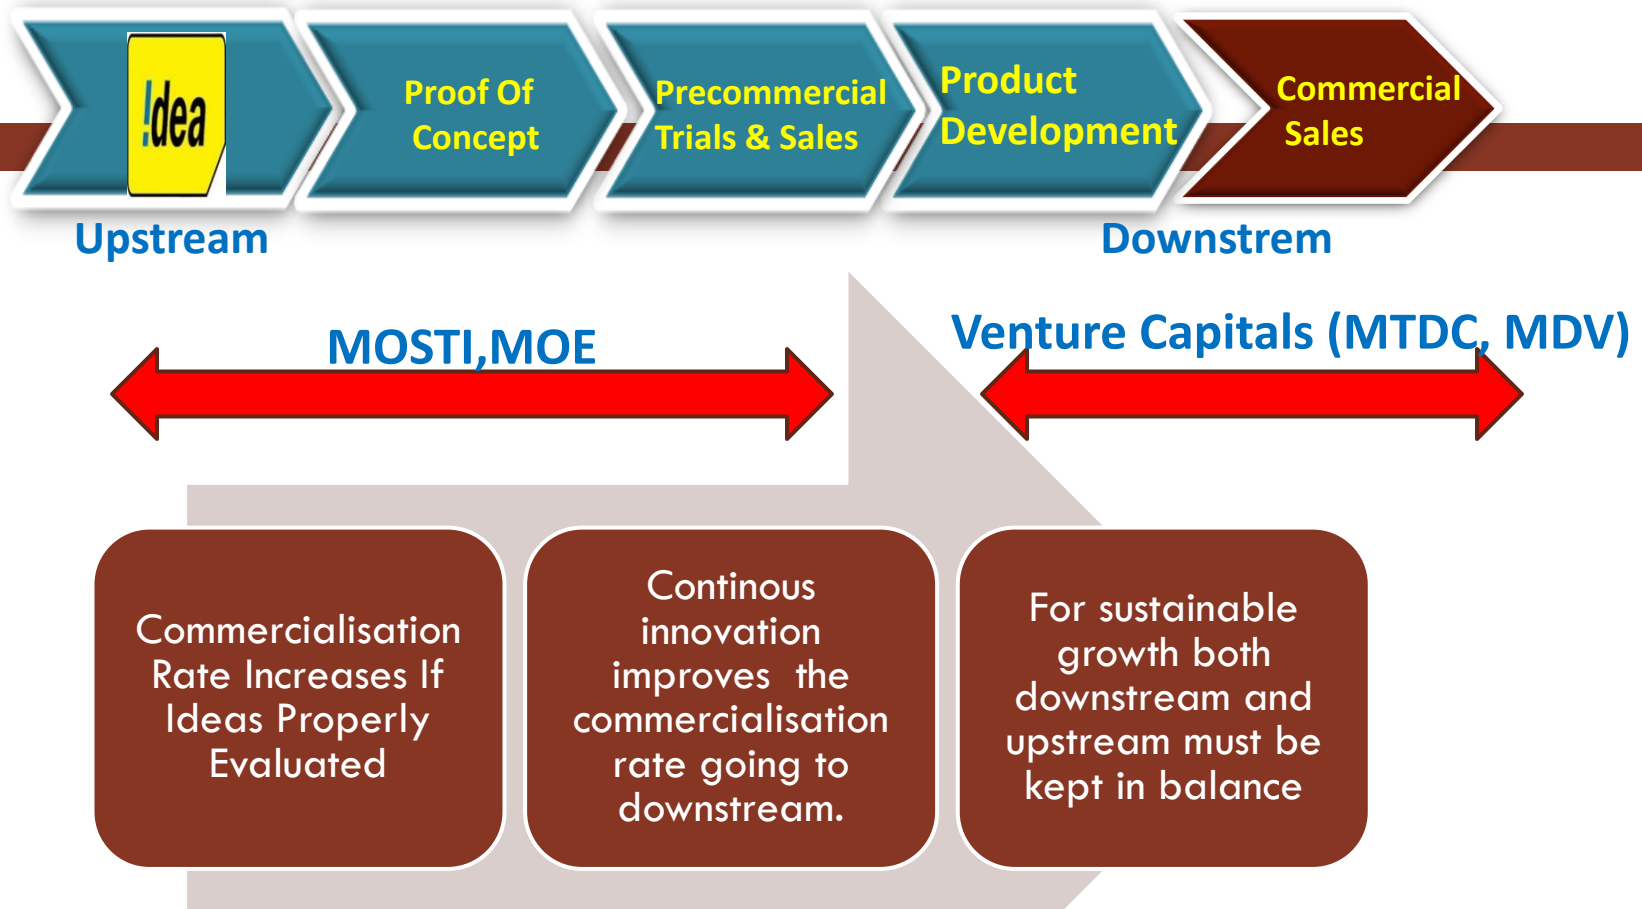 !dea
Proof Of
Concept
Precommercial
Trials & Sales
Product
Development
Commercial
Sales
Upstream
Downstrem
MOSTI,MOE
Venture Capitals (MTDC, MDV)
Commercialisation
Rate Increases If
Ideas Properly
Evaluated
Continous
innovation
improves the
commercialisation
rate going to
downstream.
For sustainable
growth both
downstream and
upstream must be
kept in balance